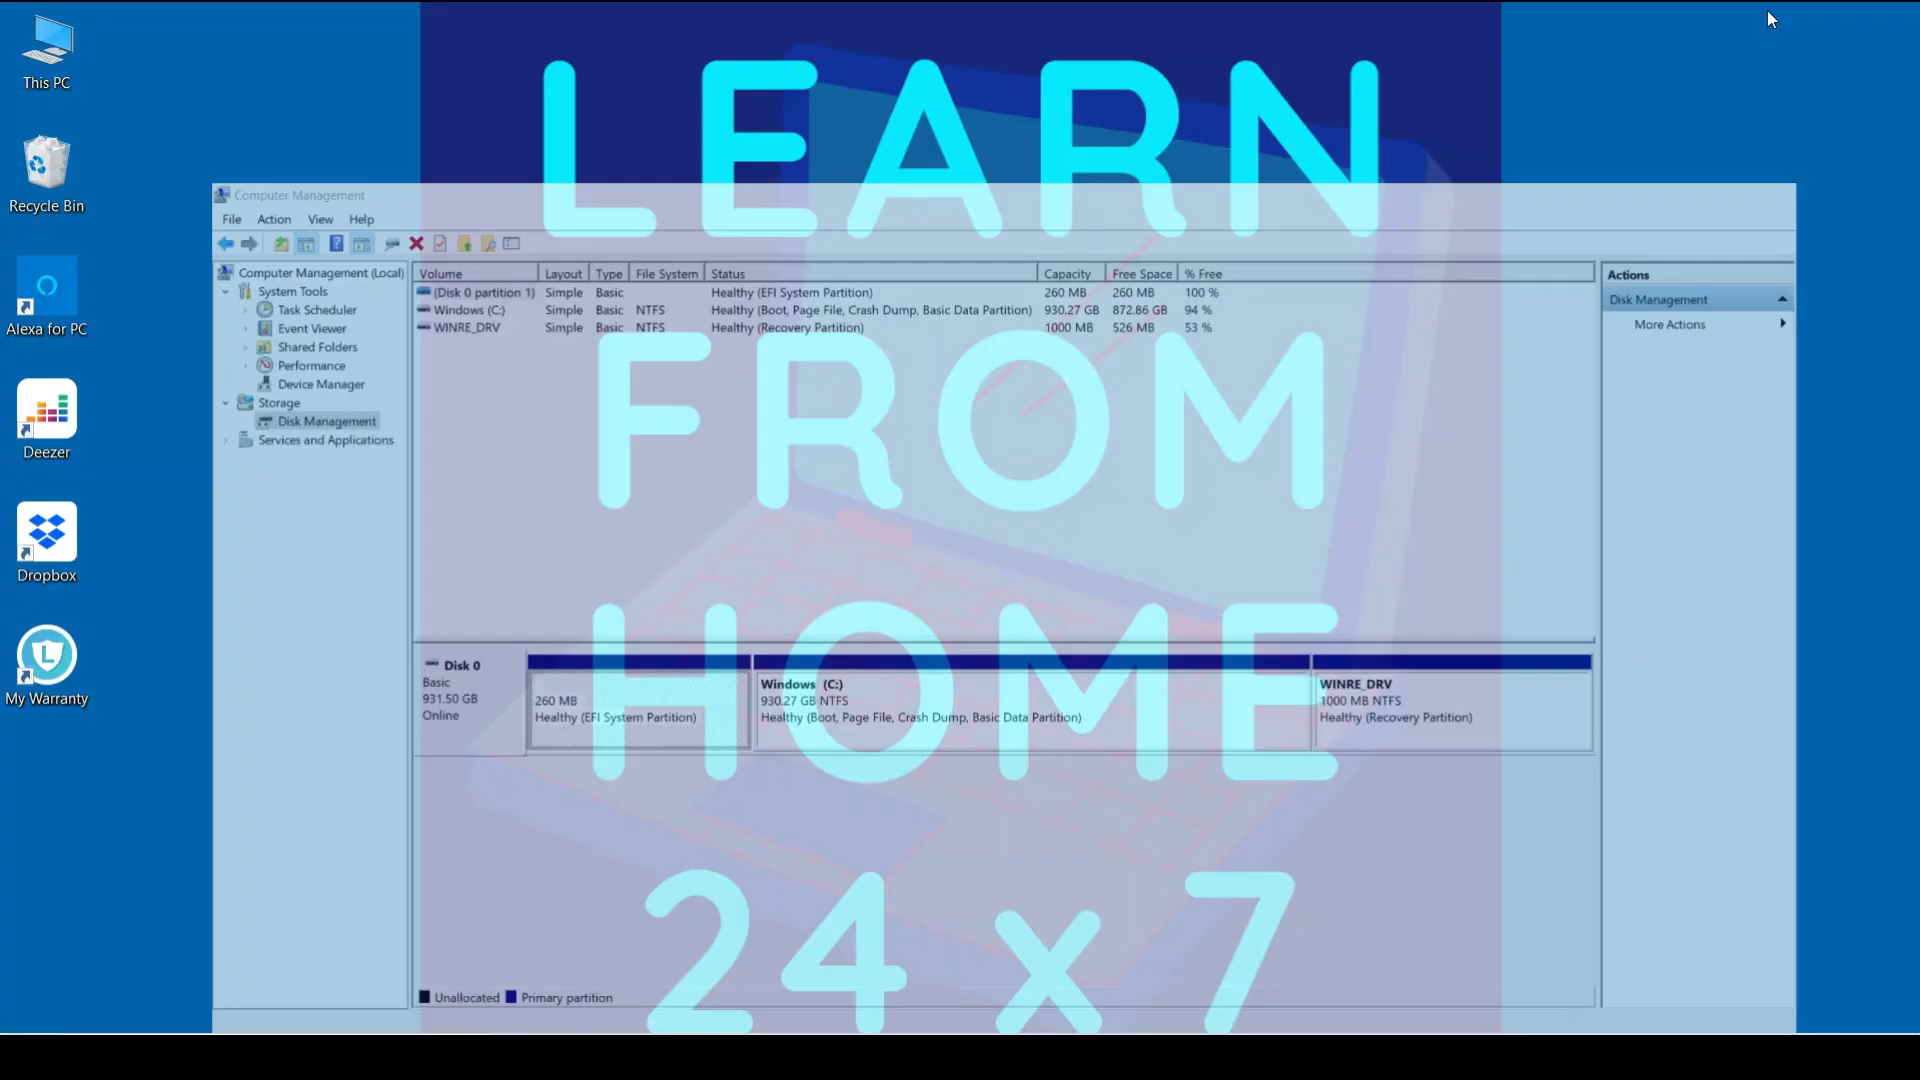 This PC
Recycle Bin
Alexa for PC
Deezer
Dropbox
My Warranty
LEARN
FROM
HOME
24 x 7
Computer Management
File Action View Help
Computer Management (Local)
System Tools
Task Scheduler
Event Viewer
Shared Folders
Performance
Device Manager
Storage
Disk Management
Services and Applications
Volume Layout Type File System Status Capacity Free Space % Free
(Disk 0 partition 1) Simple Basic Healthy (EFI System Partition) 260 MB 260 MB 100 %
Windows (C:) Simple Basic NTFS Healthy (Boot, Page File, Crash Dump, Basic Data Partition) 930.27 GB 872.86 GB 94 %
WINRE_DRV Simple Basic NTFS Healthy (Recovery Partition) 1000 MB 526 MB 53 %
Disk 0
Basic
931.50 GB
Online
260 MB
Healthy (EFI System Partition)
Windows (C:)
930.27 GB NTFS
Healthy (Boot, Page File, Crash Dump, Basic Data Partition)
WINRE_DRV
1000 MB NTFS
Healthy (Recovery Partition)
Unallocated Primary partition
Actions
Disk Management
More Actions